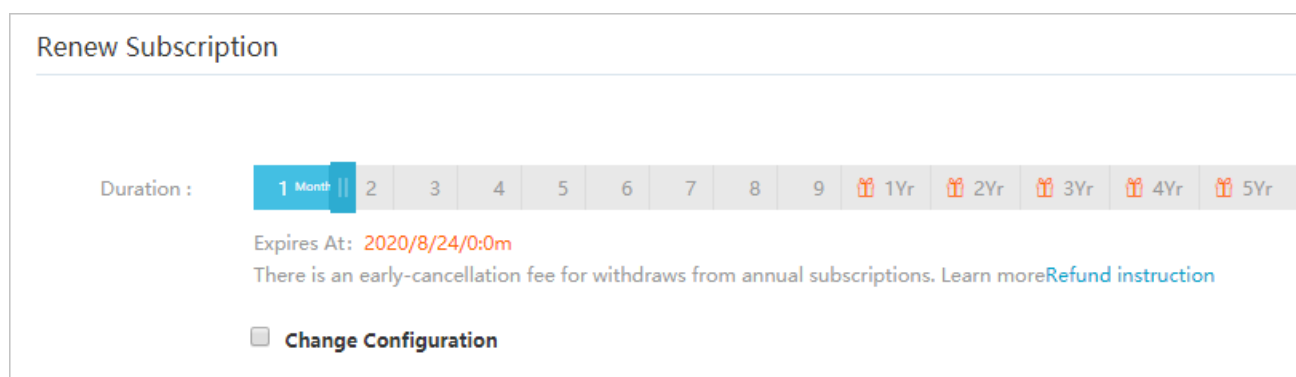 Renew Subscription
Duration : 1 Month 2 3 4 5 6 7 8 9 1Yr 2Yr 3Yr 4Yr 5Yr
Expires At: 2020/8/24/0:0m
There is an early-cancellation fee for withdraws from annual subscriptions. Learn moreRefund instruction
Change Configuration